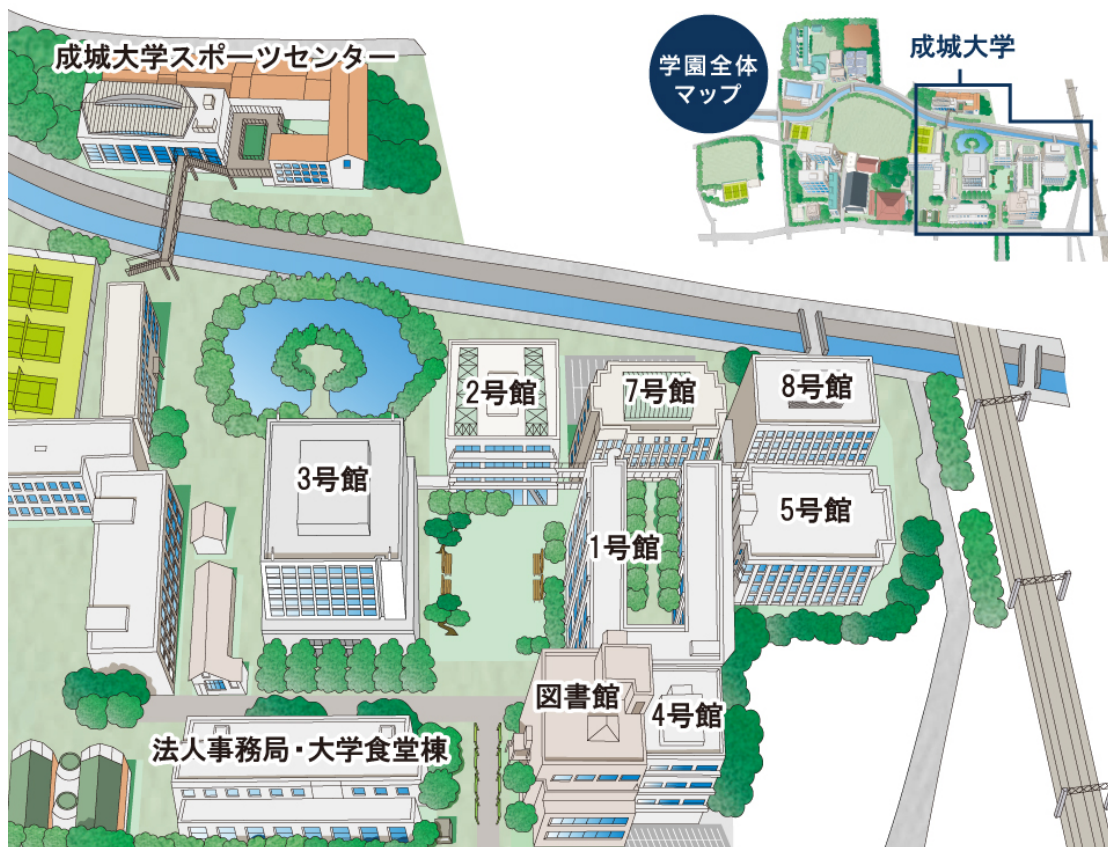 成城大学スポーツセンター
学園全体
マップ
成城大学
2号館
7号館
8号館
3号館
5号館
1号館
図書館
4号館
法人事務局・大学食堂棟